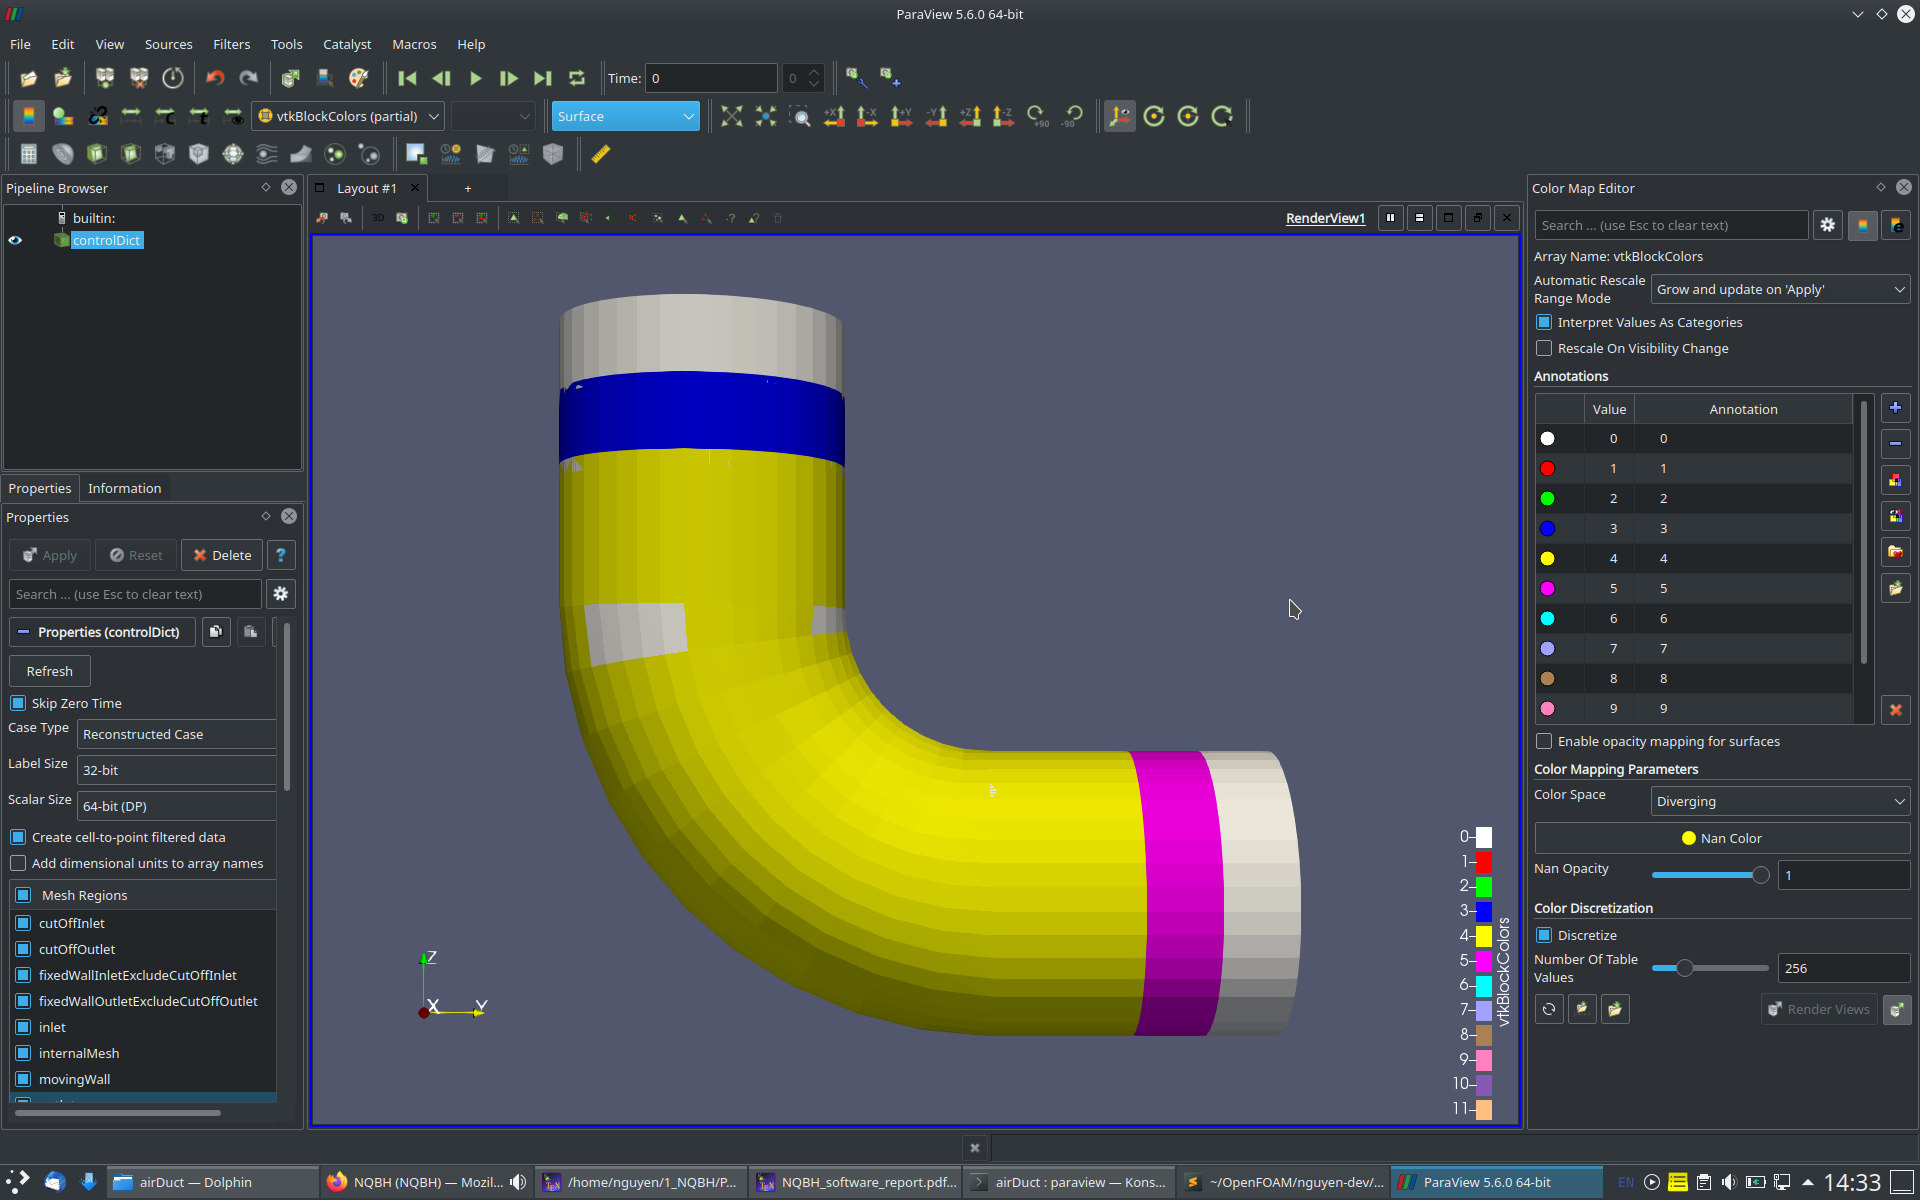 ParaView 5.6.0 64-bit
File Edit View Sources Filters Tools Catalyst Macros Help
Time: 0 0
vtkBlockColors (partial) Surface +X -X +Y -Y +Z -Z +90 -90
Pipeline Browser
builtin:
controlDict
Properties Information
Properties
Apply Reset Delete ?
Search ... (use Esc to clear text)
Properties (controlDict)
Refresh
Skip Zero Time
Case Type Reconstructed Case
Label Size 32-bit
Scalar Size 64-bit (DP)
Create cell-to-point filtered data
Add dimensional units to array names
Mesh Regions
cutOffInlet
cutOffOutlet
fixedWallInletExcludeCutOffInlet
fixedWallOutletExcludeCutOffOutlet
inlet
internalMesh
movingWall
Layout #1 +
3D RenderView1
Z
X Y
0
1
2
3
4
5
6
7
8
9
10
11
vtkBlockColors
Color Map Editor
Search ... (use Esc to clear text)
Array Name: vtkBlockColors
Automatic Rescale
Range Mode
Grow and update on 'Apply'
Interpret Values As Categories
Rescale On Visibility Change
Annotations
Value Annotation
0 0
1 1
2 2
3 3
4 4
5 5
6 6
7 7
8 8
9 9
Enable opacity mapping for surfaces
Color Mapping Parameters
Color Space Diverging
Nan Color
Nan Opacity 1
Color Discretization
Discretize
Number Of Table
Values
256
Render Views
airDuct — Dolphin
NQBH (NQBH) — Mozil...
/home/nguyen/1_NQBH/P...
NQBH_software_report.pdf...
airDuct : paraview — Kons...
~/OpenFOAM/nguyen-dev/...
ParaView 5.6.0 64-bit
EN 14:33